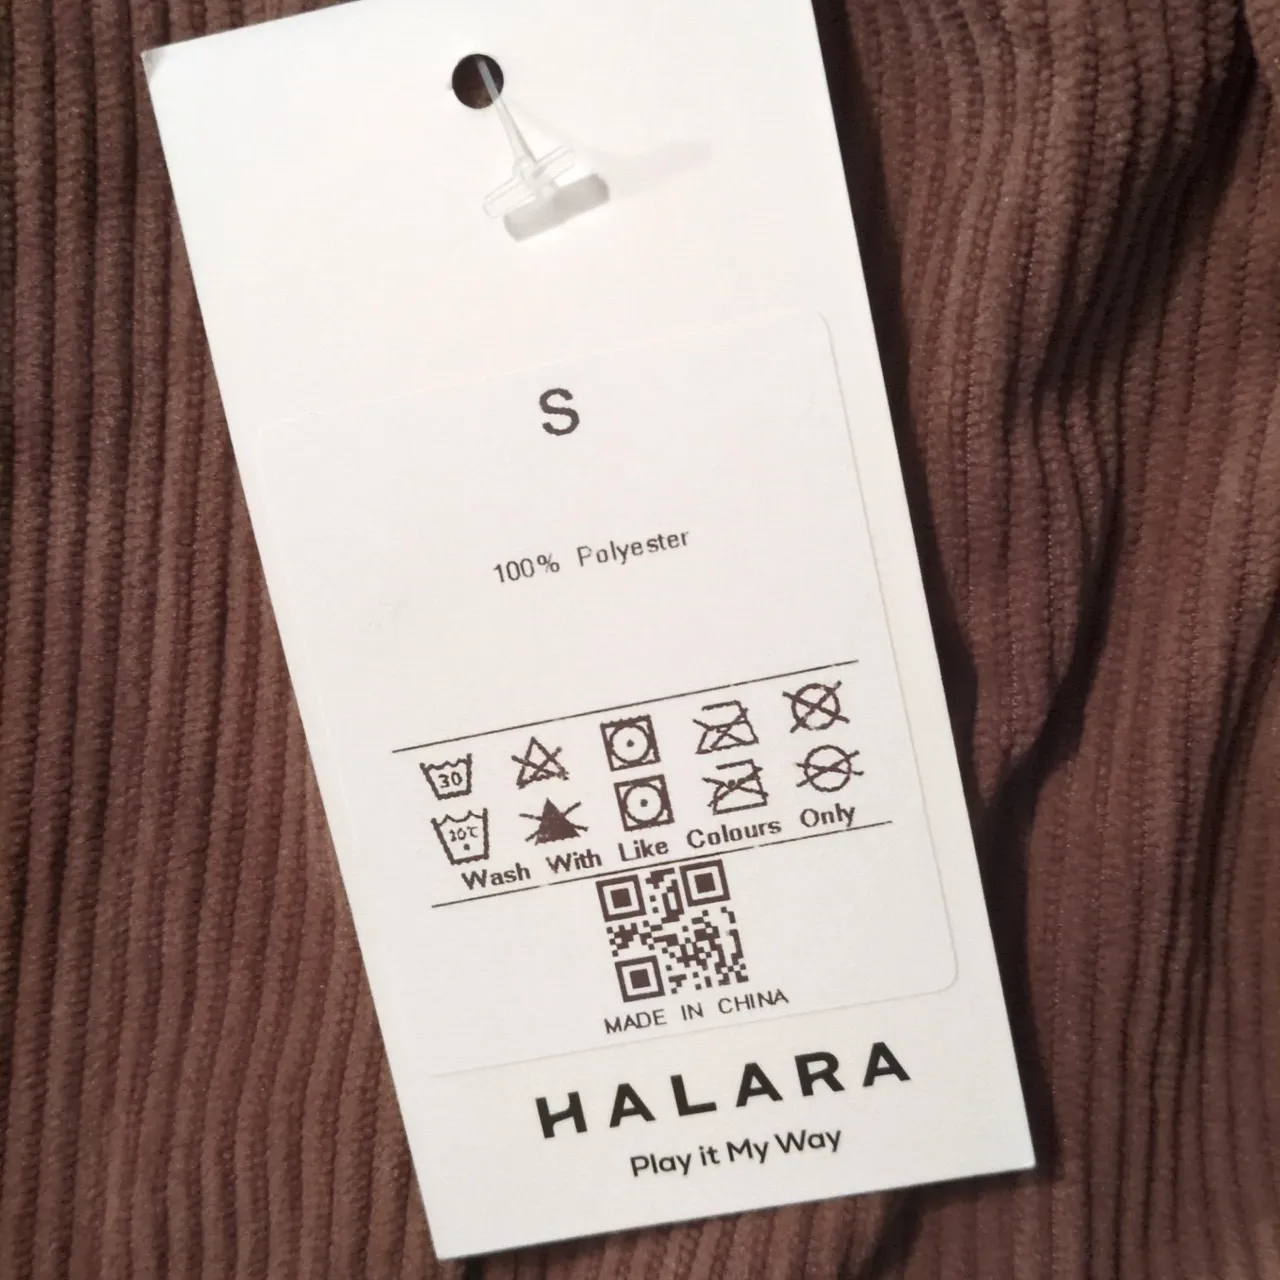 S
100% Polyester
30
30℃
Wash With Like Colours Only
MADE IN CHINA
HALARA
Play it My Way